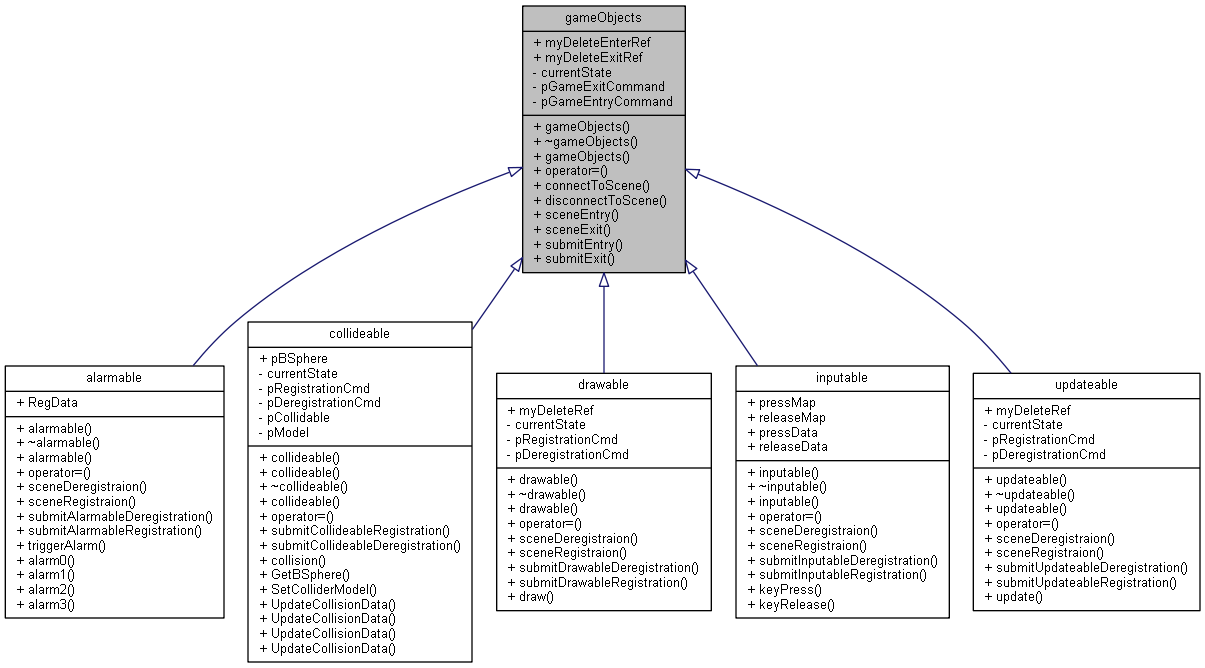 gameObjects
+ myDeleteEnterRef
+ myDeleteExitRef
- currentState
- pGameExitCommand
- pGameEntryCommand
+ gameObjects()
+ ~gameObjects()
+ gameObjects()
+ operator=()
+ connectToScene()
+ disconnectToScene()
+ sceneEntry()
+ sceneExit()
+ submitEntry()
+ submitExit()
alarmable
+ RegData
+ alarmable()
+ ~alarmable()
+ alarmable()
+ operator=()
+ sceneDeregistraion()
+ sceneRegistraion()
+ submitAlarmableDeregistration()
+ submitAlarmableRegistration()
+ triggerAlarm()
+ alarm0()
+ alarm1()
+ alarm2()
+ alarm3()
collideable
+ pBSphere
- currentState
- pRegistrationCmd
- pDeregistrationCmd
- pCollidable
- pModel
+ collideable()
+ collideable()
+ ~collideable()
+ collideable()
+ operator=()
+ submitCollideableRegistration()
+ submitCollideableDeregistration()
+ collision()
+ GetBSphere()
+ SetColliderModel()
+ UpdateCollisionData()
+ UpdateCollisionData()
+ UpdateCollisionData()
+ UpdateCollisionData()
drawable
+ myDeleteRef
- currentState
- pRegistrationCmd
- pDeregistrationCmd
+ drawable()
+ ~drawable()
+ drawable()
+ operator=()
+ sceneDeregistraion()
+ sceneRegistraion()
+ submitDrawableDeregistration()
+ submitDrawableRegistration()
+ draw()
inputable
+ pressMap
+ releaseMap
+ pressData
+ releaseData
+ inputable()
+ ~inputable()
+ inputable()
+ operator=()
+ sceneDeregistraion()
+ sceneRegistraion()
+ submitInputableDeregistration()
+ submitInputableRegistration()
+ keyPress()
+ keyRelease()
updateable
+ myDeleteRef
- currentState
- pRegistrationCmd
- pDeregistrationCmd
+ updateable()
+ ~updateable()
+ updateable()
+ operator=()
+ sceneDeregistraion()
+ sceneRegistraion()
+ submitUpdateableDeregistration()
+ submitUpdateableRegistration()
+ update()